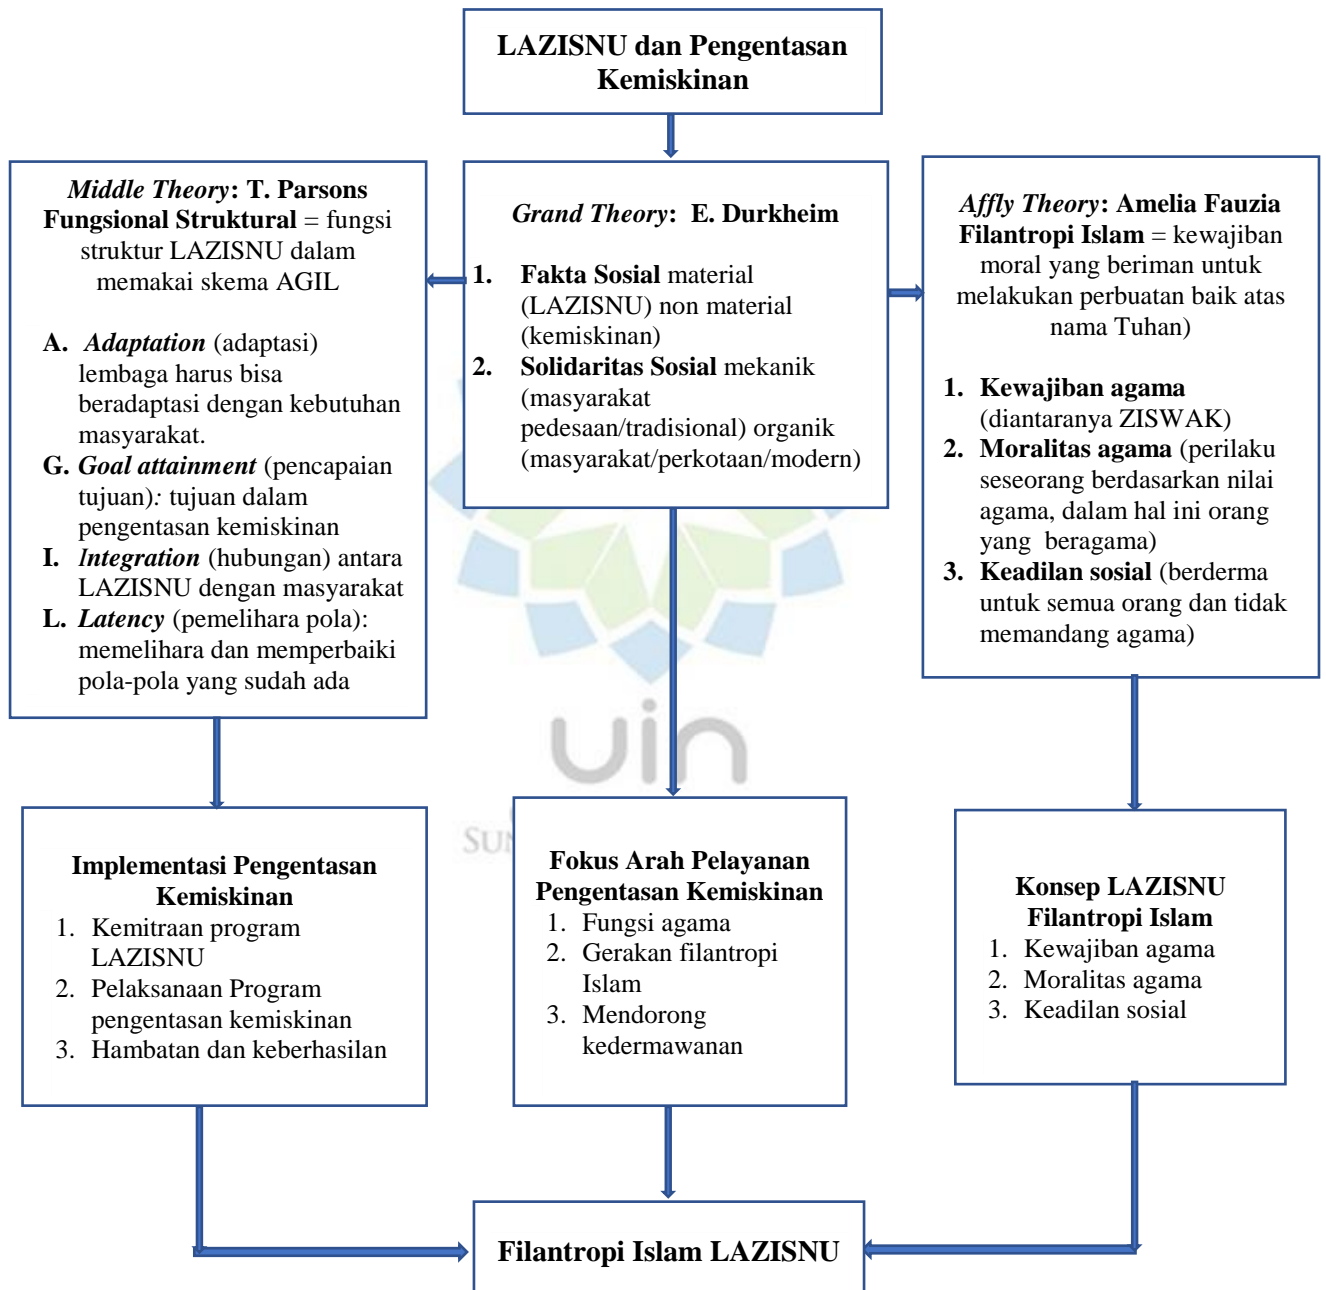 LAZISNU dan Pengentasan
Kemiskinan
Middle Theory: T. Parsons
Fungsional Struktural = fungsi
struktur LAZISNU dalam
memakai skema AGIL
A. Adaptation (adaptasi)
lembaga harus bisa
beradaptasi dengan kebutuhan
masyarakat.
G. Goal attainment (pencapaian
tujuan): tujuan dalam
pengentasan kemiskinan
I. Integration (hubungan) antara
LAZISNU dengan masyarakat
L. Latency (pemelihara pola):
memelihara dan memperbaiki
pola-pola yang sudah ada
Grand Theory: E. Durkheim
1. Fakta Sosial material
(LAZISNU) non material
(kemiskinan)
2. Solidaritas Sosial mekanik
(masyarakat
pedesaan/tradisional) organik
(masyarakat/perkotaan/modern)
Affly Theory: Amelia Fauzia
Filantropi Islam = kewajiban
moral yang beriman untuk
melakukan perbuatan baik atas
nama Tuhan)
1. Kewajiban agama
(diantaranya ZISWAK)
2. Moralitas agama (perilaku
seseorang berdasarkan nilai
agama, dalam hal ini orang
yang beragama)
3. Keadilan sosial (berderma
untuk semua orang dan tidak
memandang agama)
uin
Implementasi Pengentasan
Kemiskinan
1. Kemitraan program
LAZISNU
2. Pelaksanaan Program
pengentasan kemiskinan
3. Hambatan dan keberhasilan
Fokus Arah Pelayanan
Pengentasan Kemiskinan
1. Fungsi agama
2. Gerakan filantropi
Islam
3. Mendorong
kedermawanan
Konsep LAZISNU
Filantropi Islam
1. Kewajiban agama
2. Moralitas agama
3. Keadilan sosial
Filantropi Islam LAZISNU